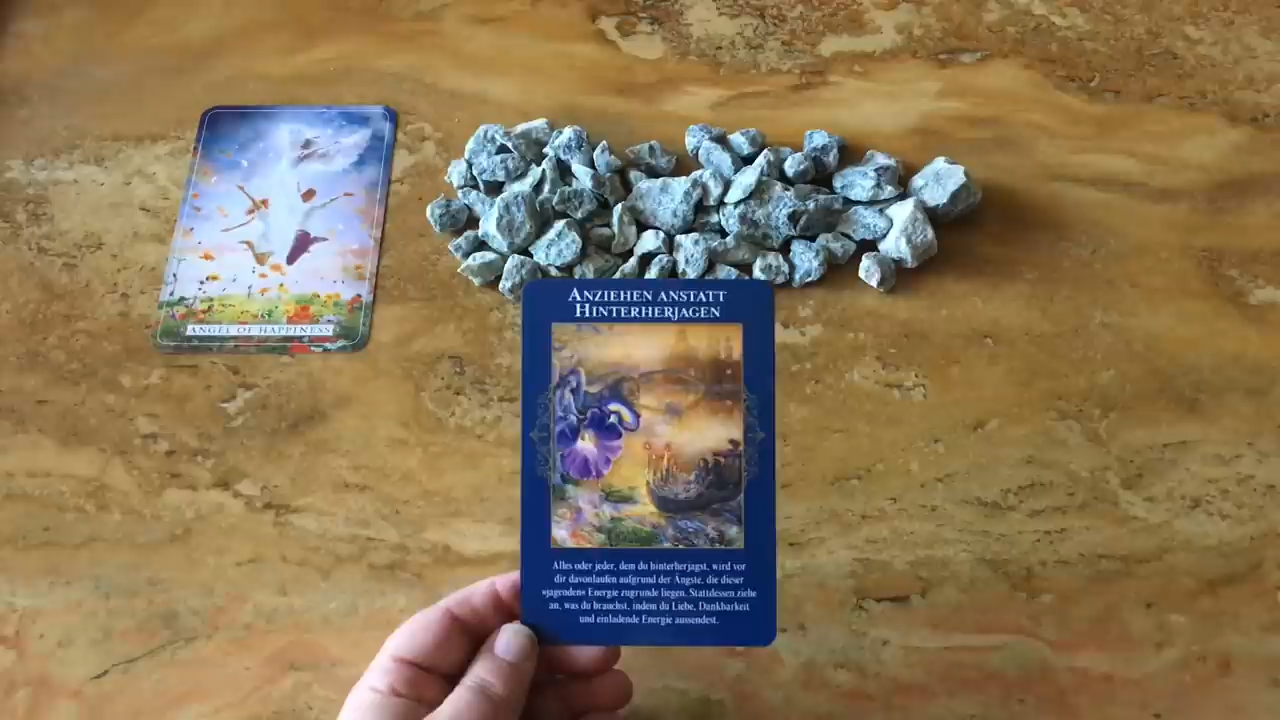 ANGEL OF HAPPINESS
ANZIEHEN ANSTATT
HINTERHERJAGEN
Alles oder jeder, dem du hinterherjagst, wird vor
dir davonlaufen aufgrund der Ängste, die dieser
»jagenden« Energie zugrunde liegen. Stattdessen ziehe
an, was du brauchst, indem du Liebe, Dankbarkeit
und einladende Energie aussendest.